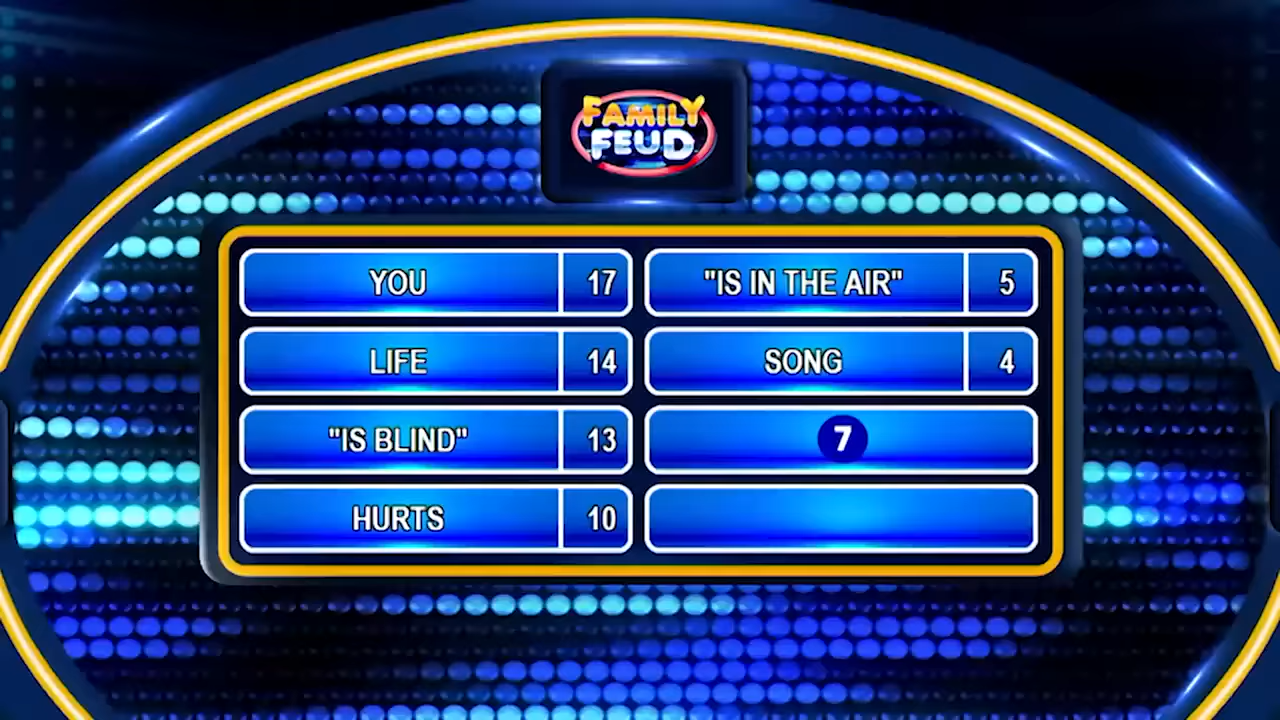 FAMILY
FEUD
YOU 17
LIFE 14
"IS BLIND" 13
HURTS 10
"IS IN THE AIR" 5
SONG 4
7